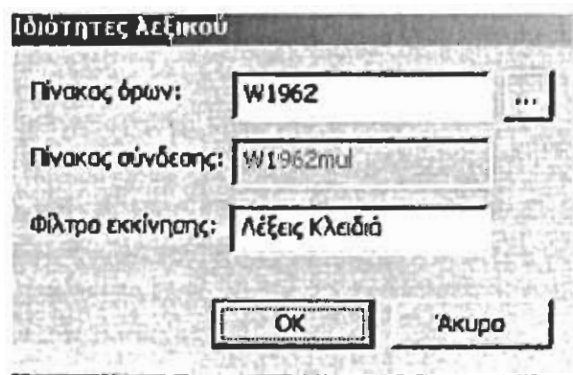 Ιδιότητες λεξικού
Πίνακας όρων: W1962 ...
Πίνακας σύνδεσης: W1962mul
Φίλτρο εκκίνησης: Λέξεις Κλειδιά
OK Άκυρο